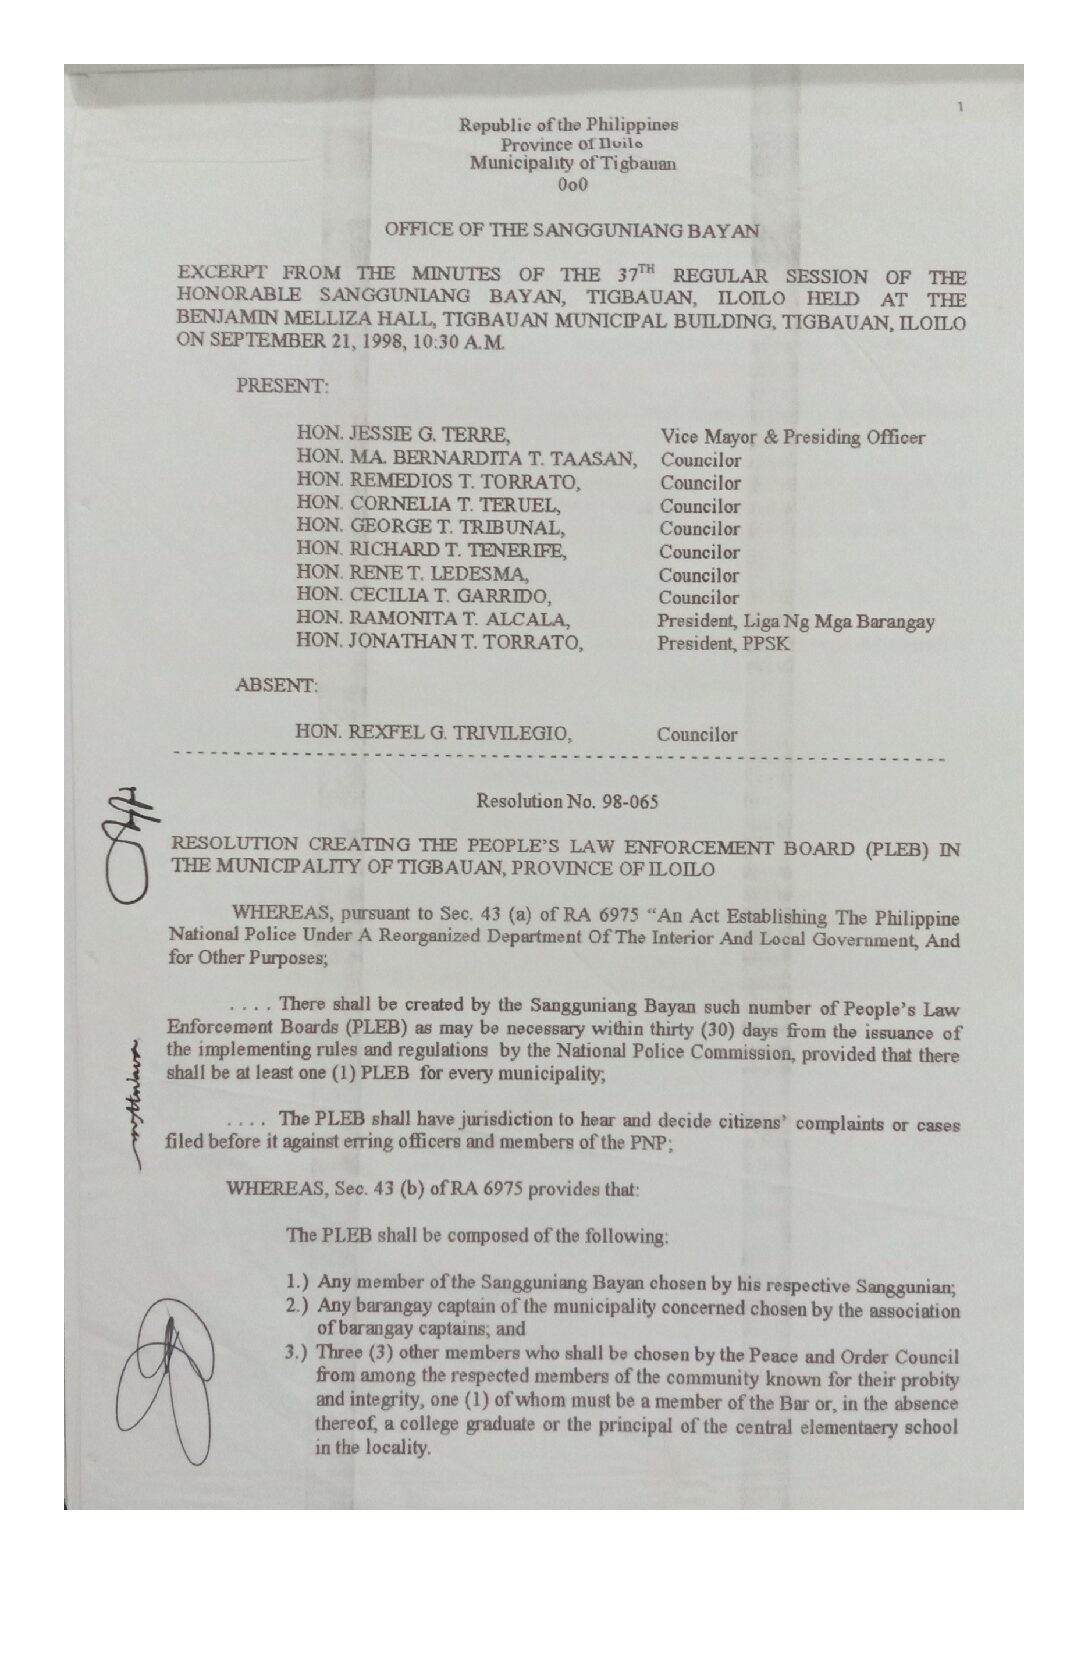 1
Republic of the Philippines
Province of Iloilo
Municipality of Tigbauan
0o0
OFFICE OF THE SANGGUNIANG BAYAN
EXCERPT FROM THE MINUTES OF THE 37TH REGULAR SESSION OF THE
HONORABLE SANGGUNIANG BAYAN, TIGBAUAN, ILOILO HELD AT THE
BENJAMIN MELLIZA HALL, TIGBAUAN MUNICIPAL BUILDING, TIGBAUAN, ILOILO
ON SEPTEMBER 21, 1998, 10:30 A.M.
PRESENT:
HON. JESSIE G. TERRE, Vice Mayor & Presiding Officer
HON. MA. BERNARDITA T. TAASAN, Councilor
HON. REMEDIOS T. TORRATO, Councilor
HON. CORNELIA T. TERUEL, Councilor
HON. GEORGE T. TRIBUNAL, Councilor
HON. RICHARD T. TENERIFE, Councilor
HON. RENE T. LEDESMA, Councilor
HON. CECILIA T. GARRIDO, Councilor
HON. RAMONITA T. ALCALA, President, Liga Ng Mga Barangay
HON. JONATHAN T. TORRATO, President, PPSK
ABSENT:
HON. REXFEL G. TRIVILEGIO, Councilor
Resolution No. 98-065
RESOLUTION CREATING THE PEOPLE'S LAW ENFORCEMENT BOARD (PLEB) IN
THE MUNICIPALITY OF TIGBAUAN, PROVINCE OF ILOILO
WHEREAS, pursuant to Sec. 43 (a) of RA 6975 "An Act Establishing The Philippine
National Police Under A Reorganized Department Of The Interior And Local Government, And
for Other Purposes;
. . . . There shall be created by the Sangguniang Bayan such number of People's Law
Enforcement Boards (PLEB) as may be necessary within thirty (30) days from the issuance of
the implementing rules and regulations by the National Police Commission, provided that there
shall be at least one (1) PLEB for every municipality;
. . . . The PLEB shall have jurisdiction to hear and decide citizens' complaints or cases
filed before it against erring officers and members of the PNP;
WHEREAS, Sec. 43 (b) of RA 6975 provides that:
The PLEB shall be composed of the following:
1.) Any member of the Sangguniang Bayan chosen by his respective Sanggunian;
2.) Any barangay captain of the municipality concerned chosen by the association
of barangay captains; and
3.) Three (3) other members who shall be chosen by the Peace and Order Council
from among the respected members of the community known for their probity
and integrity, one (1) of whom must be a member of the Bar or, in the absence
thereof, a college graduate or the principal of the central elementaery school
in the locality.